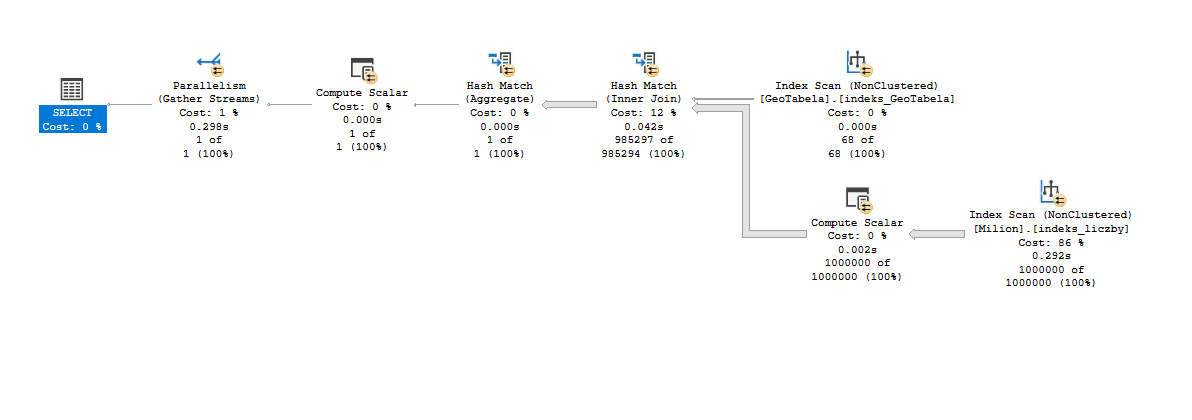 SELECT
Cost: 0 %
Parallelism
(Gather Streams)
Cost: 1 %
0.298s
1 of
1 (100%)
Compute Scalar
Cost: 0 %
0.000s
1 of
1 (100%)
Hash Match
(Aggregate)
Cost: 0 %
0.000s
1 of
1 (100%)
Hash Match
(Inner Join)
Cost: 12 %
0.042s
985297 of
985294 (100%)
Index Scan (NonClustered)
[GeoTabela].[indeks_GeoTabela]
Cost: 0 %
0.000s
68 of
68 (100%)
Compute Scalar
Cost: 0 %
0.002s
1000000 of
1000000 (100%)
Index Scan (NonClustered)
[Milion].[indeks_liczby]
Cost: 86 %
0.292s
1000000 of
1000000 (100%)